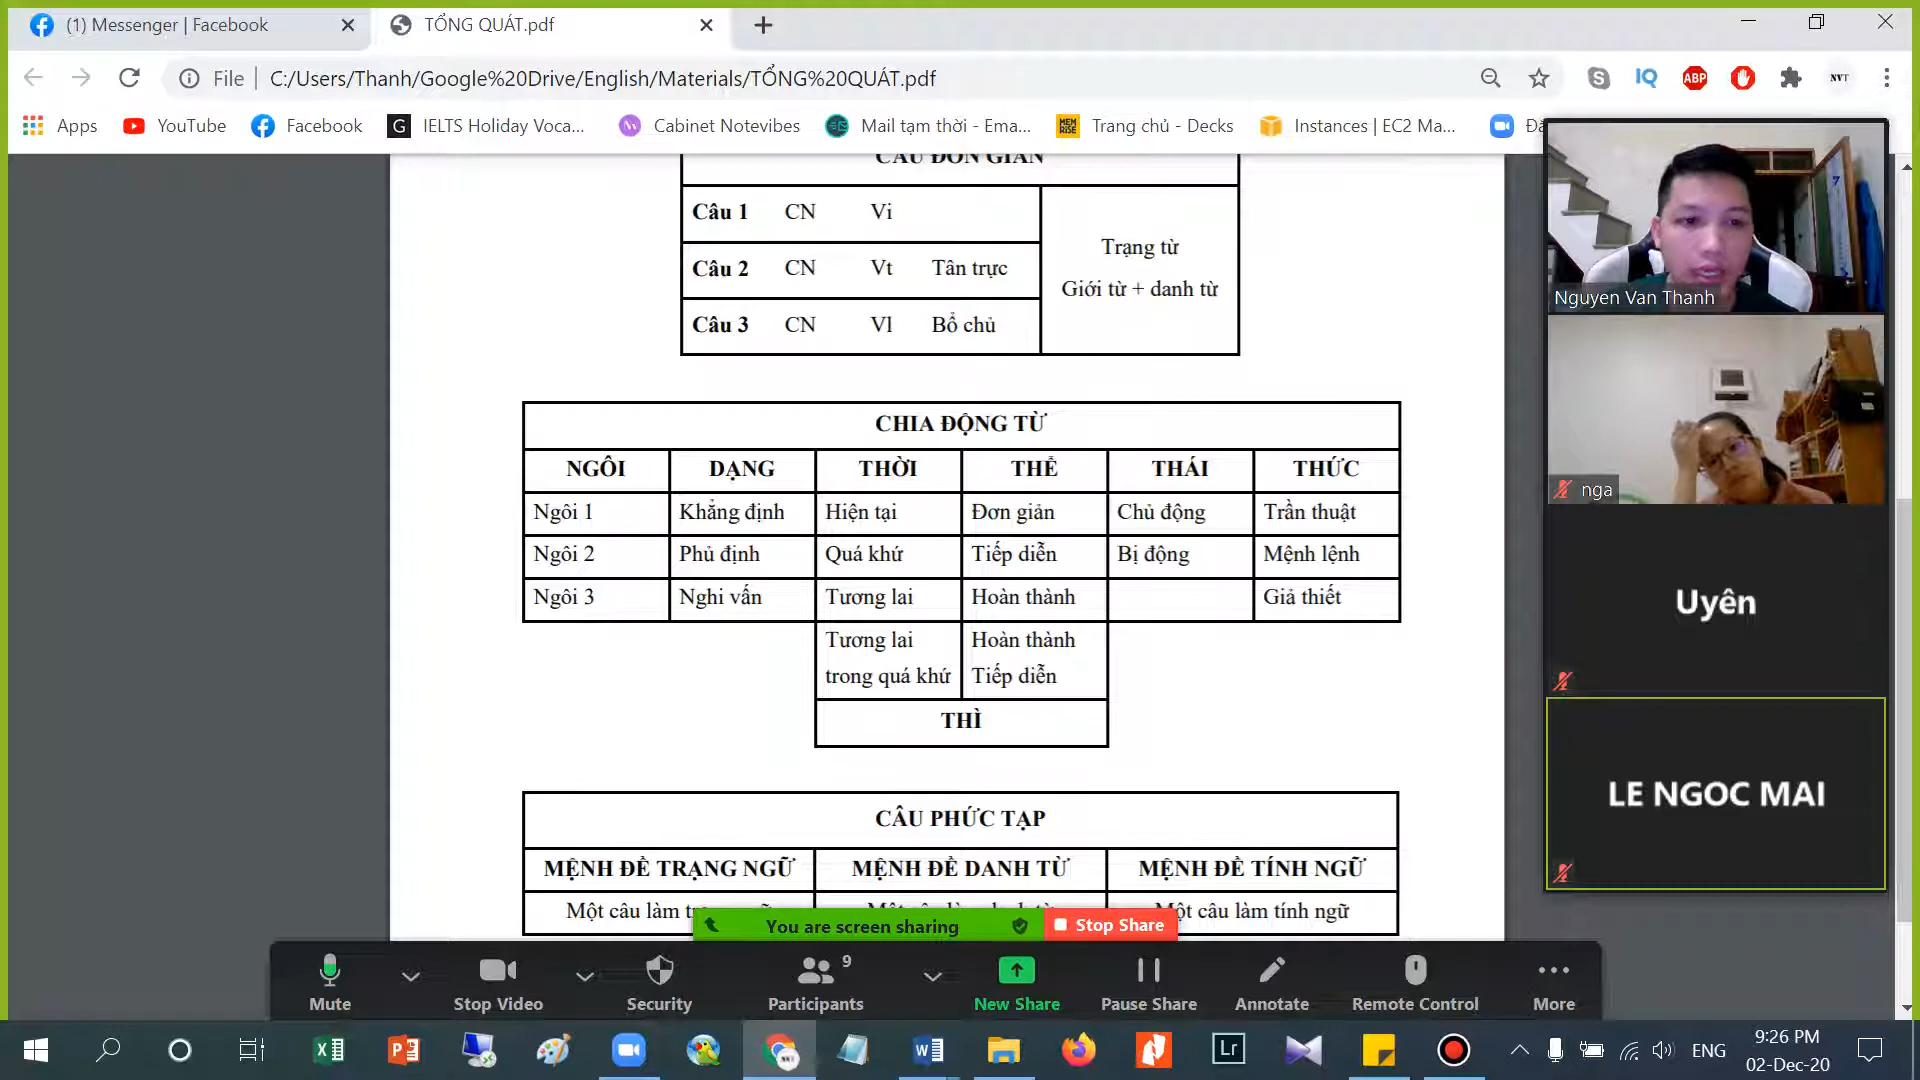 (1) Messenger | Facebook
TỔNG QUÁT.pdf
File
C:/Users/Thanh/Google%20Drive/English/Materials/TỔNG%20QUÁT.pdf
Apps
YouTube
Facebook
IELTS Holiday Voca...
Cabinet Notevibes
Mail tạm thời - Ema...
Trang chủ - Decks
Instances | EC2 Ma...
CÂU ĐƠN GIẢN
Câu 1 CN Vi
Câu 2 CN Vt Tân trực
Câu 3 CN Vl Bổ chủ
Trạng từ
Giới từ + danh từ
CHIA ĐỘNG TỪ
NGÔI DẠNG THỜI THỂ THÁI THỨC
Ngôi 1 Khẳng định Hiện tại Đơn giản Chủ động Trần thuật
Ngôi 2 Phủ định Quá khứ Tiếp diễn Bị động Mệnh lệnh
Ngôi 3 Nghi vấn Tương lai Hoàn thành Giả thiết
Tương lai Hoàn thành
trong quá khứ Tiếp diễn
THÌ
CÂU PHỨC TẠP
MỆNH ĐỀ TRẠNG NGỮ MỆNH ĐỀ DANH TỪ MỆNH ĐỀ TÍNH NGỮ
Một câu làm
Một câu làm tính ngữ
Nguyen Van Thanh
nga
Uyên
LE NGOC MAI
You are screen sharing
Stop Share
Mute
Stop Video
Security
Participants
9
New Share
Pause Share
Annotate
Remote Control
More
ENG
9:26 PM
02-Dec-20